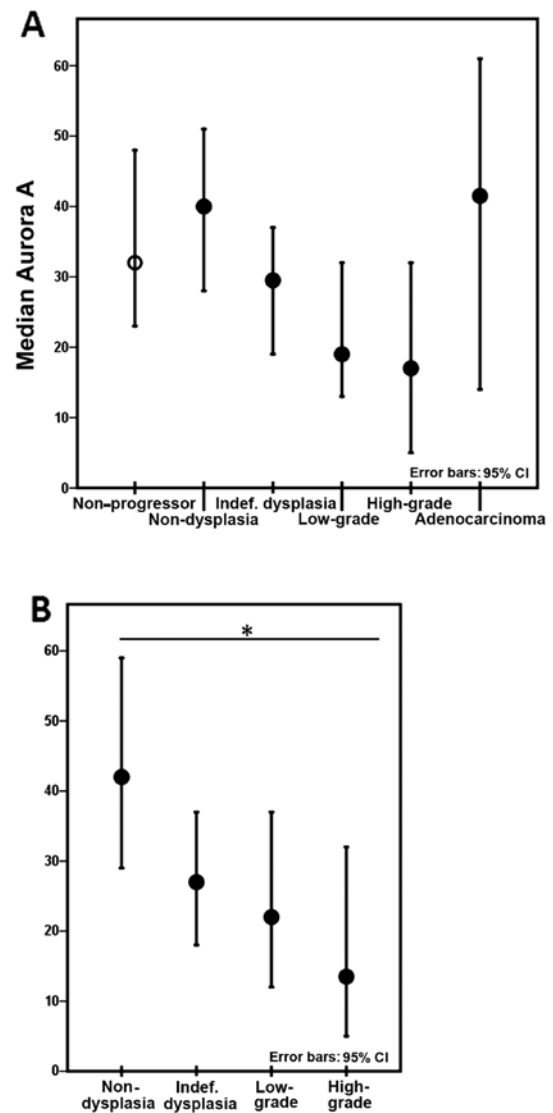 A
Median Aurora A
60
50
40
30
20
10
0
Error bars: 95% CI
Non-progressor Indef. dysplasia High-grade
Non-dysplasia Low-grade Adenocarcinoma
B
*
60
50
40
30
20
10
0
Error bars: 95% CI
Non- Indef. Low- High-
dysplasia dysplasia grade grade